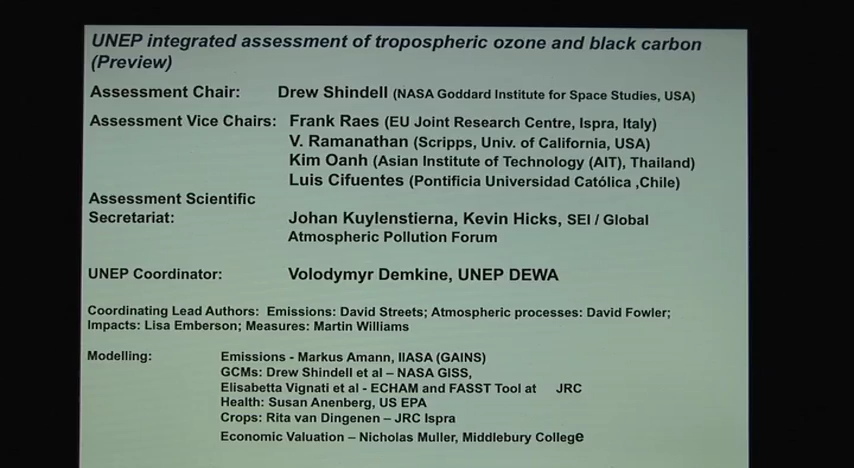 UNEP integrated assessment of tropospheric ozone and black carbon
(Preview)
Assessment Chair: Drew Shindell (NASA Goddard Institute for Space Studies, USA)
Assessment Vice Chairs: Frank Raes (EU Joint Research Centre, Ispra, Italy)
V. Ramanathan (Scripps, Univ. of California, USA)
Kim Oanh (Asian Institute of Technology (AIT), Thailand)
Luis Cifuentes (Pontificia Universidad Católica ,Chile)
Assessment Scientific
Secretariat: Johan Kuylenstierna, Kevin Hicks, SEI / Global
Atmospheric Pollution Forum
UNEP Coordinator: Volodymyr Demkine, UNEP DEWA
Coordinating Lead Authors: Emissions: David Streets; Atmospheric processes: David Fowler;
Impacts: Lisa Emberson; Measures: Martin Williams
Modelling: Emissions - Markus Amann, IIASA (GAINS)
GCMs: Drew Shindell et al – NASA GISS,
Elisabetta Vignati et al - ECHAM and FASST Tool at JRC
Health: Susan Anenberg, US EPA
Crops: Rita van Dingenen – JRC Ispra
Economic Valuation – Nicholas Muller, Middlebury College